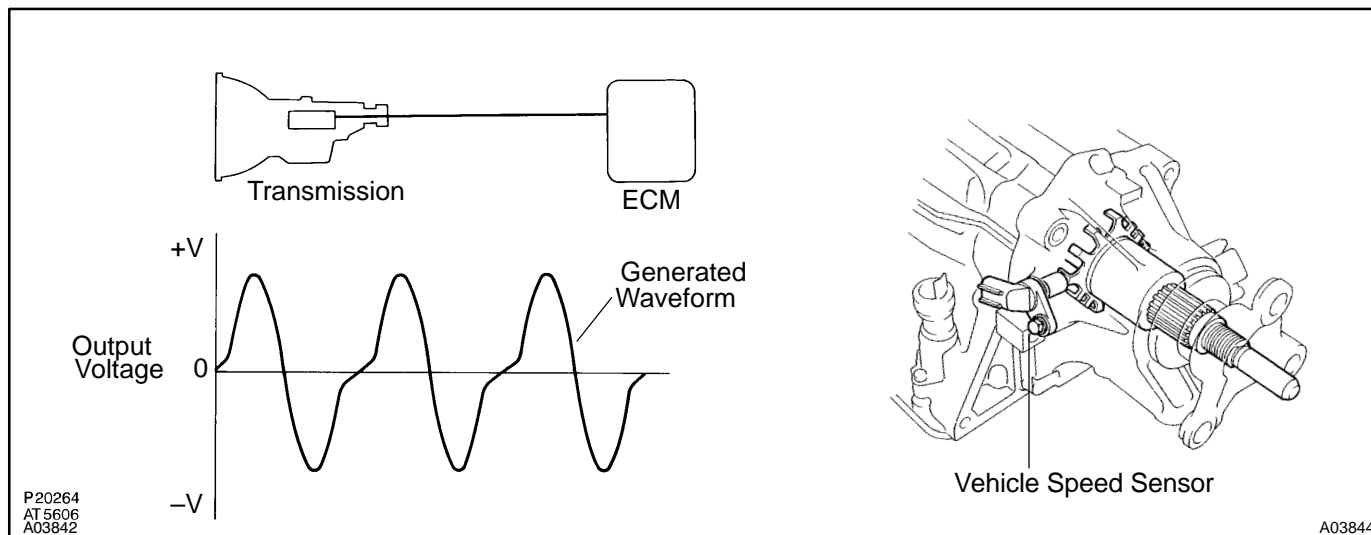 Transmission
ECM
+V
Generated
Waveform
Output
Voltage
0
–V
P20264
AT5606
A03842
Vehicle Speed Sensor
A03844